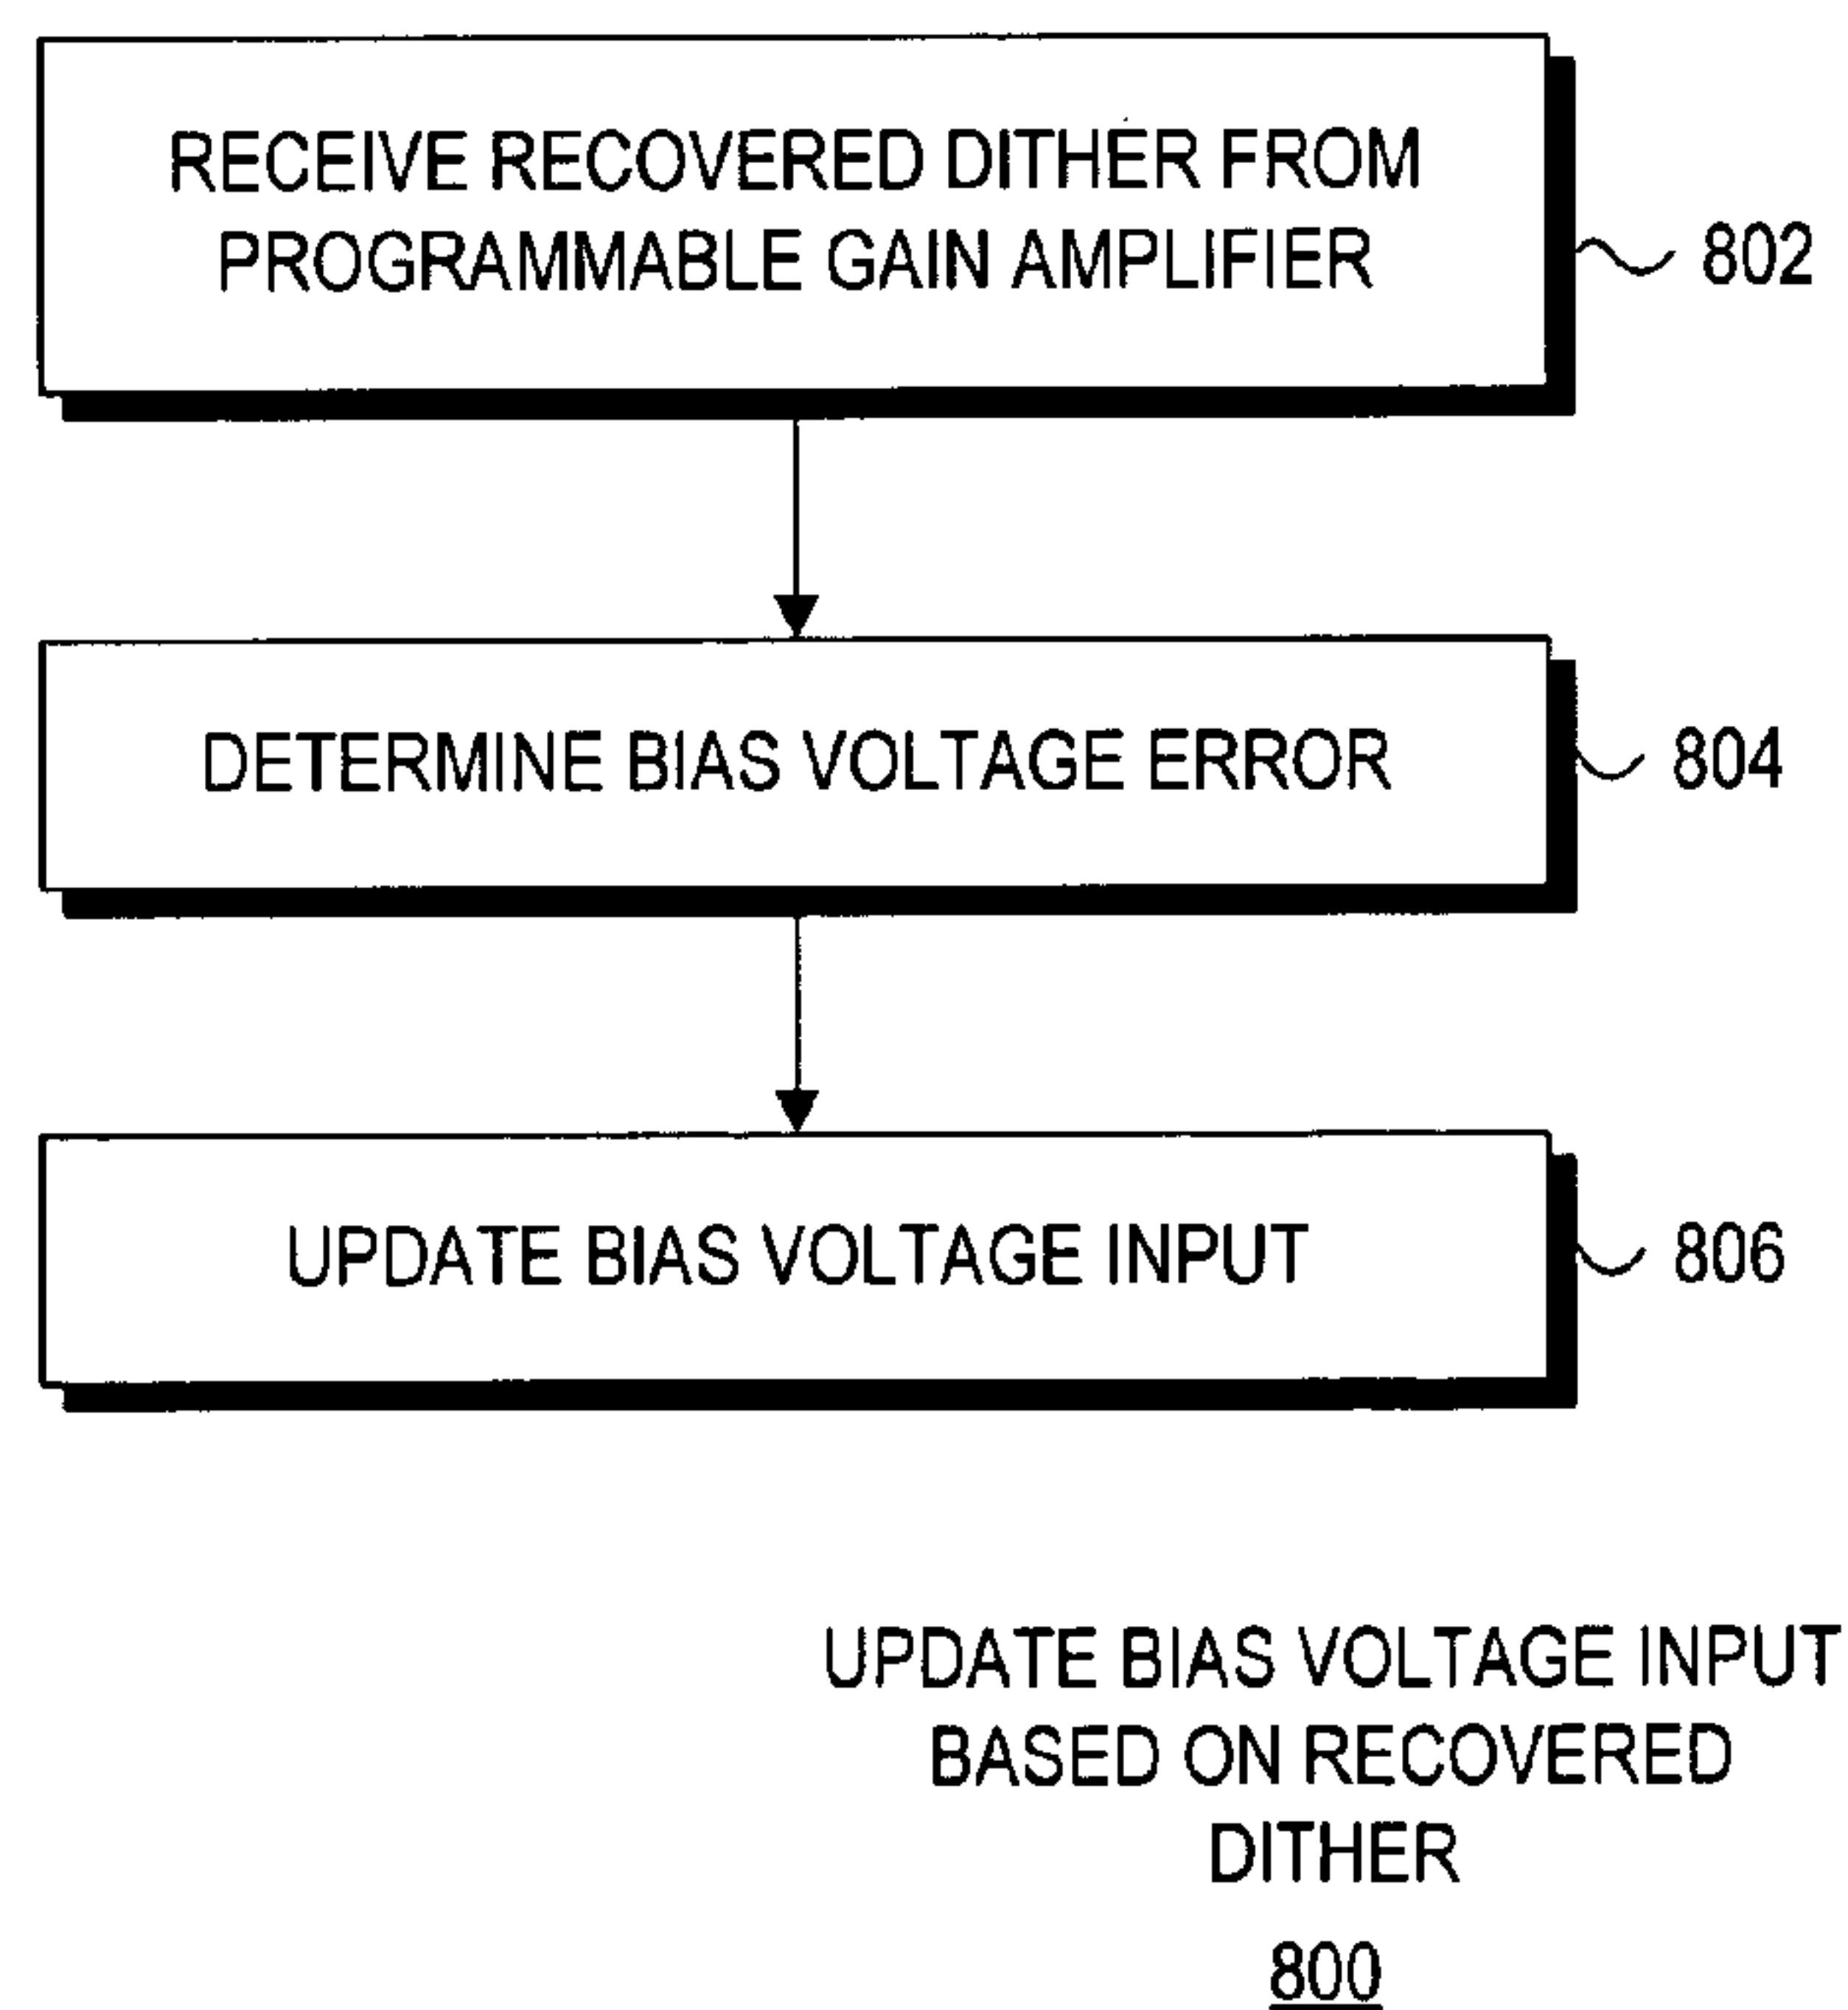 RECEIVE RECOVERED DITHER FROM
PROGRAMMABLE GAIN AMPLIFIER
802
DETERMINE BIAS VOLTAGE ERROR
804
UPDATE BIAS VOLTAGE INPUT
806
UPDATE BIAS VOLTAGE INPUT
BASED ON RECOVERED
DITHER
800